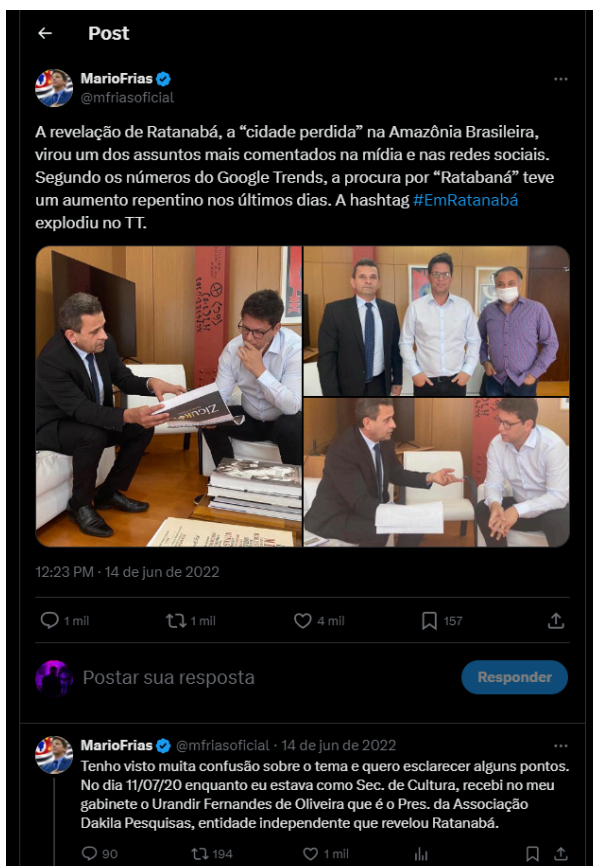 Post
MarioFrias
@mfriasoficial
A revelação de Ratanabá, a “cidade perdida” na Amazônia Brasileira,
virou um dos assuntos mais comentados na mídia e nas redes sociais.
Segundo os números do Google Trends, a procura por “Ratabaná” teve
um aumento repentino nos últimos dias. A hashtag #EmRatanabá
explodiu no TT.
12:23 PM · 14 de jun de 2022
1 mil 1 mil 4 mil 157
Postar sua resposta Responder
MarioFrias @mfriasoficial · 14 de jun de 2022
Tenho visto muita confusão sobre o tema e quero esclarecer alguns pontos.
No dia 11/07/20 enquanto eu estava como Sec. de Cultura, recebi no meu
gabinete o Urandir Fernandes de Oliveira que é o Pres. da Associação
Dakila Pesquisas, entidade independente que revelou Ratanabá.
90 194 1 mil